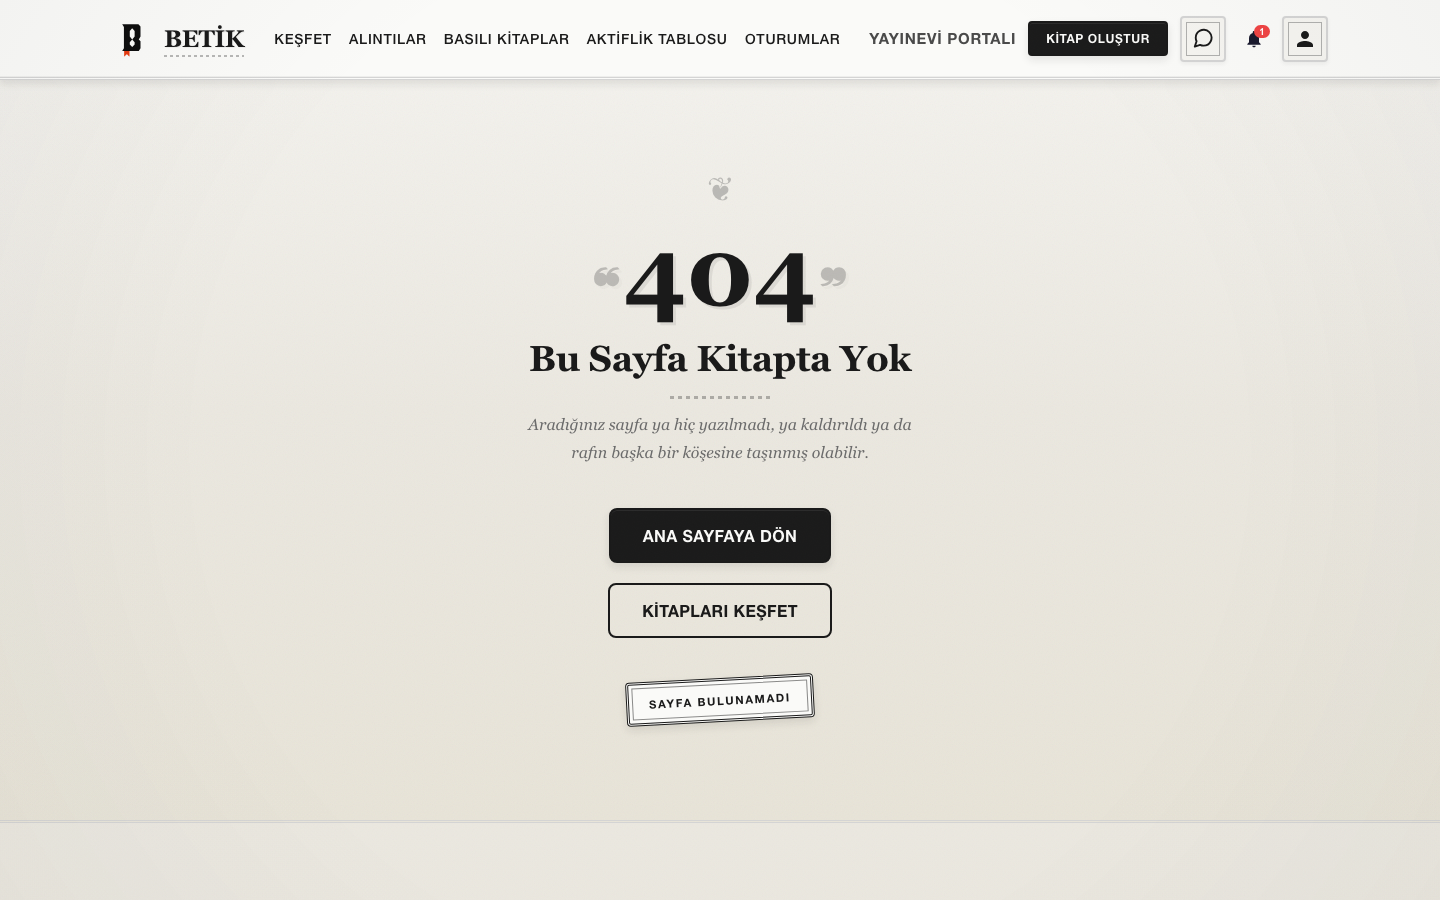 BETİK
KEŞFET ALINTILAR BASILI KİTAPLAR AKTİFLİK TABLOSU OTURUMLAR YAYINEVİ PORTALI KİTAP OLUŞTUR 1
❦
❝404❞
Bu Sayfa Kitapta Yok
Aradığınız sayfa ya hiç yazılmadı, ya kaldırıldı ya da
rafın başka bir köşesine taşınmış olabilir.
ANA SAYFAYA DÖN
KİTAPLARI KEŞFET
SAYFA BULUNAMADI